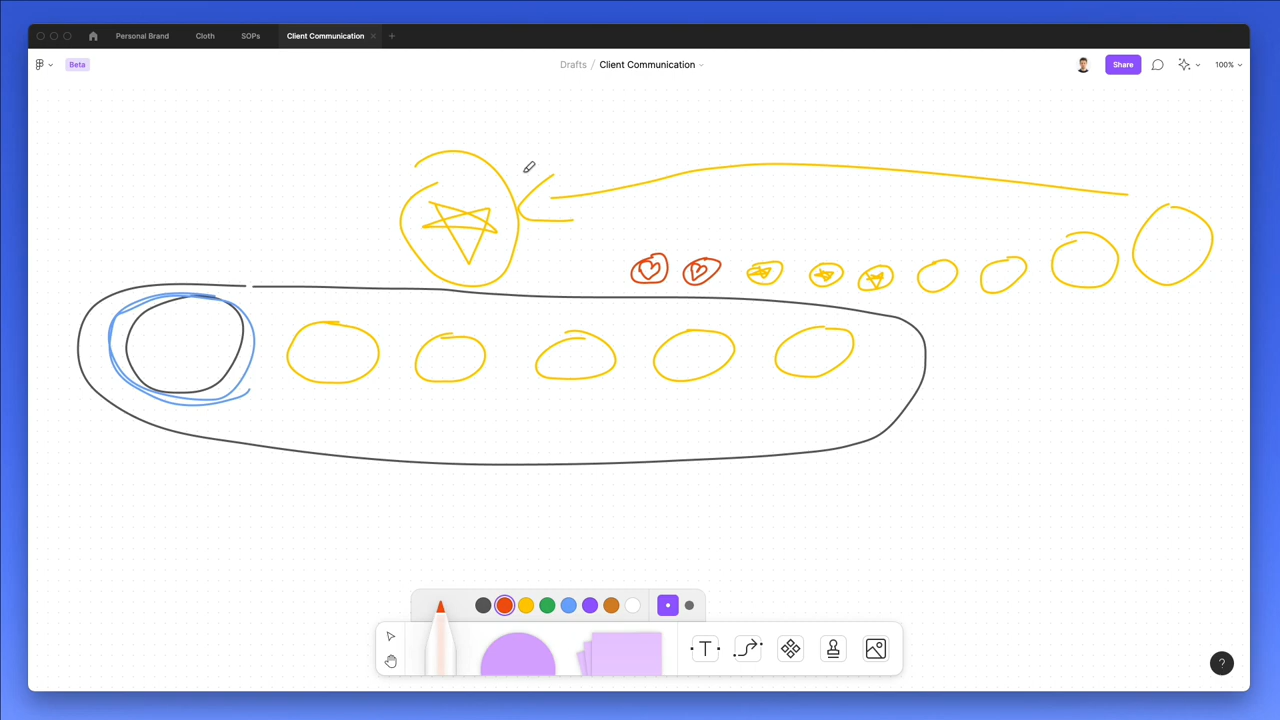 Personal Brand
Cloth
SOPs
Client Communication
Beta
Drafts / Client Communication
Share
100%
T
?